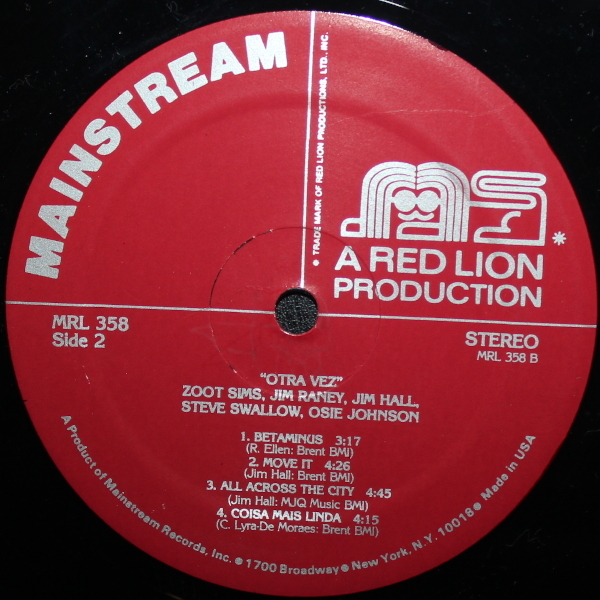 MAINSTREAM
* TRADE MARK OF RED LION PRODUCTIONS, LTD., INC.
*
A RED LION
PRODUCTION
MRL 358
Side 2
STEREO
MRL 358 B
"OTRA VEZ"
ZOOT SIMS, JIM RANEY, JIM HALL,
STEVE SWALLOW, OSIE JOHNSON
1. BETAMINUS 3:17
(R. Ellen: Brent BMI)
2. MOVE IT 4:26
(Jim Hall: Brent BMI)
3. ALL ACROSS THE CITY 4:45
(Jim Hall: MJQ Music BMI)
4. COISA MAIS LINDA 4:15
(C. Lyra-De Moraes: Brent BMI)
A Product of Mainstream Records, Inc. ● 1700 Broadway ● New York, N.Y. 10018 ● Made in USA